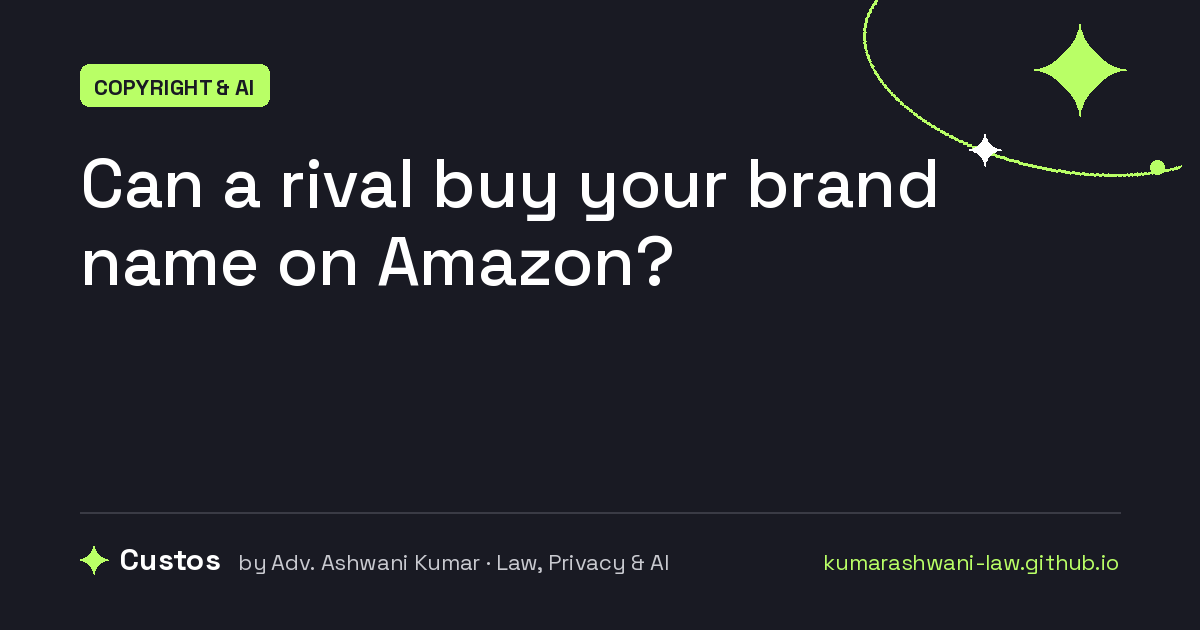 COPYRIGHT & AI
Can a rival buy your brand
name on Amazon?
Custos by Adv. Ashwani Kumar · Law, Privacy & AI
kumarashwani-law.github.io